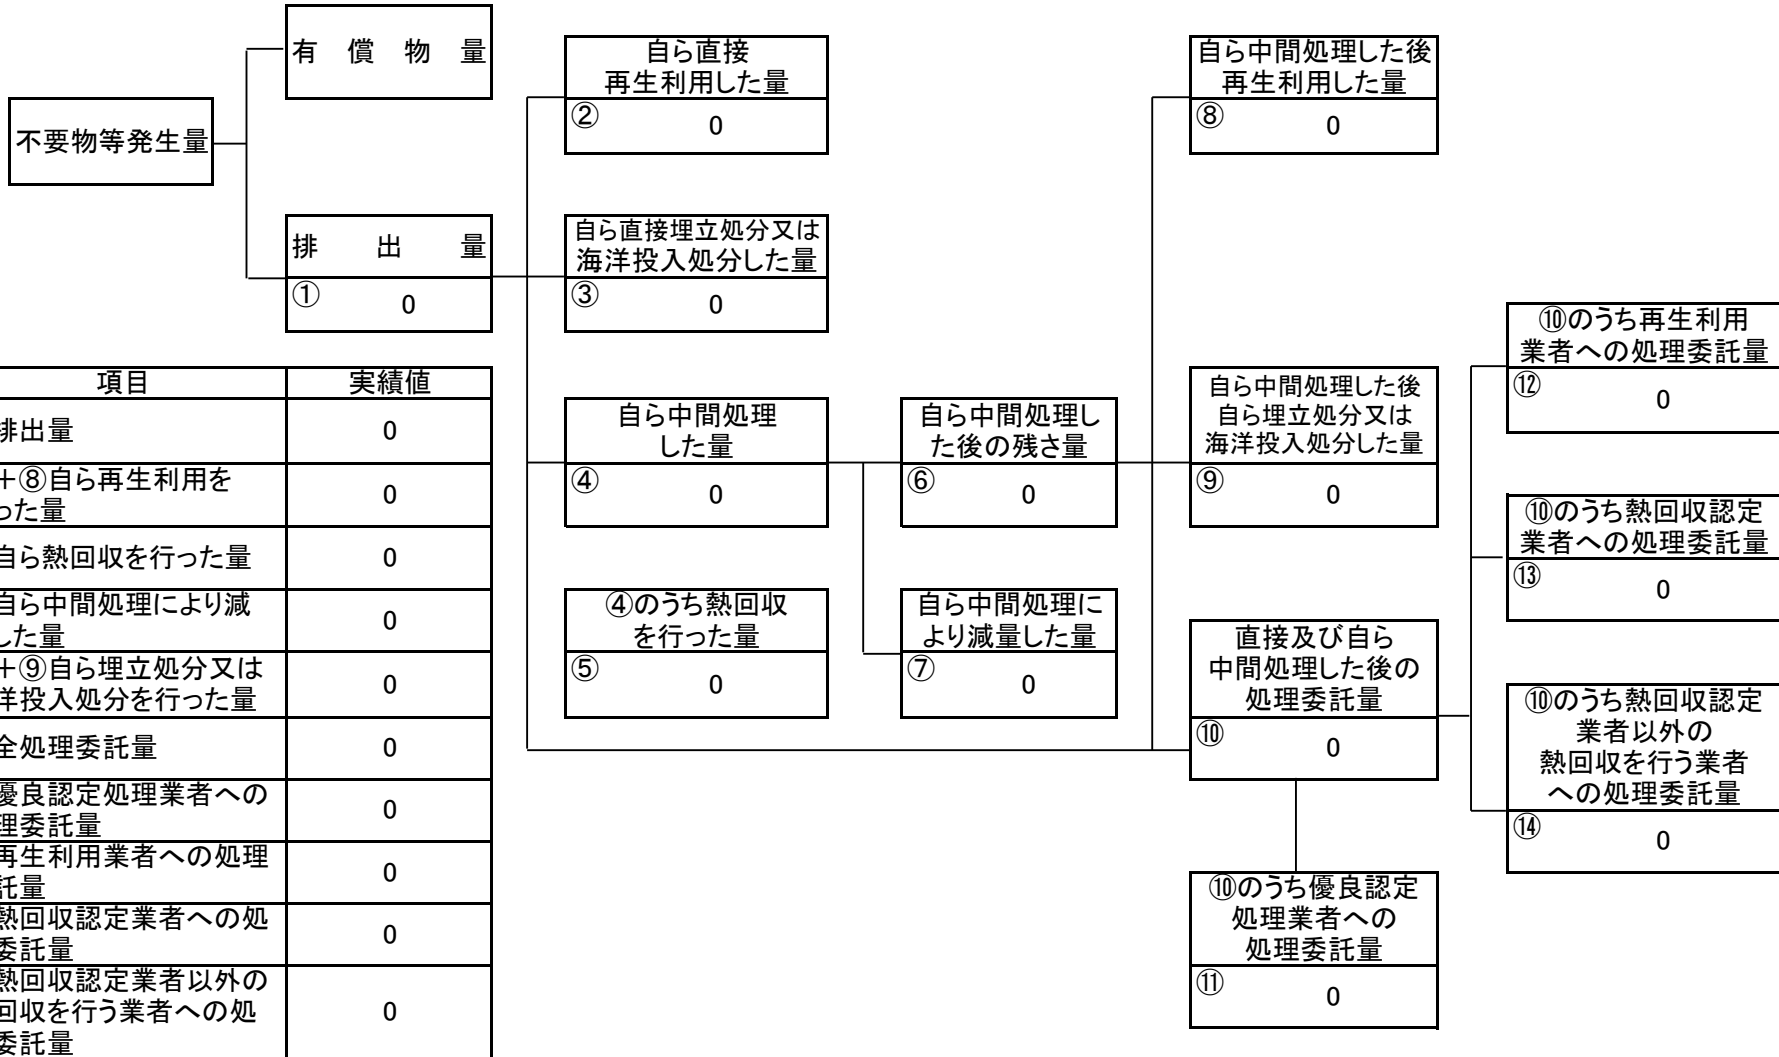 有償物量
不要物等発生量
排出量
① 0
自ら直接
再生利用した量
② 0
自ら直接埋立処分又は
海洋投入処分した量
③ 0
自ら中間処理
した量
④ 0
④のうち熱回収
を行った量
⑤ 0
自ら中間処理し
た後の残さ量
⑥ 0
自ら中間処理に
より減量した量
⑦ 0
自ら中間処理した後
再生利用した量
⑧ 0
自ら中間処理した後
自ら埋立処分又は
海洋投入処分した量
⑨ 0
直接及び自ら
中間処理した後の
処理委託量
⑩ 0
⑩のうち優良認定
処理業者への
処理委託量
⑪ 0
⑩のうち再生利用
業者への処理委託量
⑫ 0
⑩のうち熱回収認定
業者への処理委託量
⑬ 0
⑩のうち熱回収認定
業者以外の
熱回収を行う業者
への処理委託量
⑭ 0
項目 実績値
排出量 0
+⑧自ら再生利用を
った量 0
自ら熱回収を行った量 0
自ら中間処理により減
した量 0
+⑨自ら埋立処分又は
洋投入処分を行った量 0
全処理委託量 0
優良認定処理業者への
理委託量 0
再生利用業者への処理
託量 0
熱回収認定業者への処
委託量 0
熱回収認定業者以外の
回収を行う業者への処
委託量 0